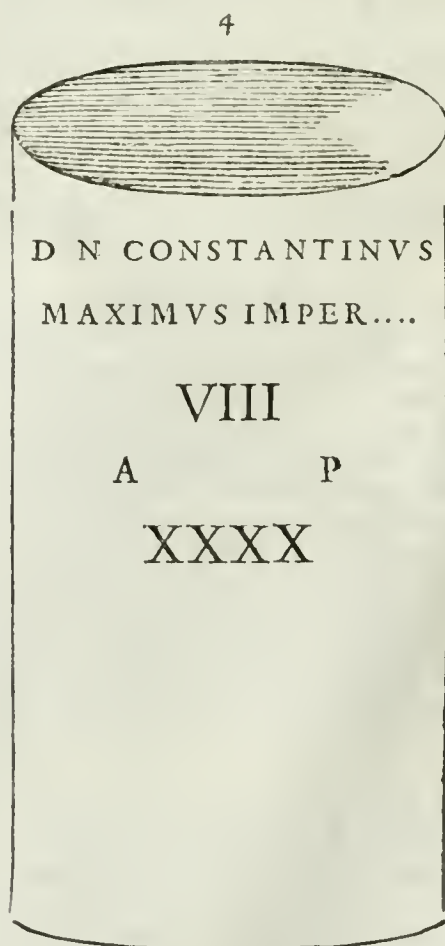 4
D N CONSTANTINVS
MAXIMVS IMPER....
VIII
A P
XXXX